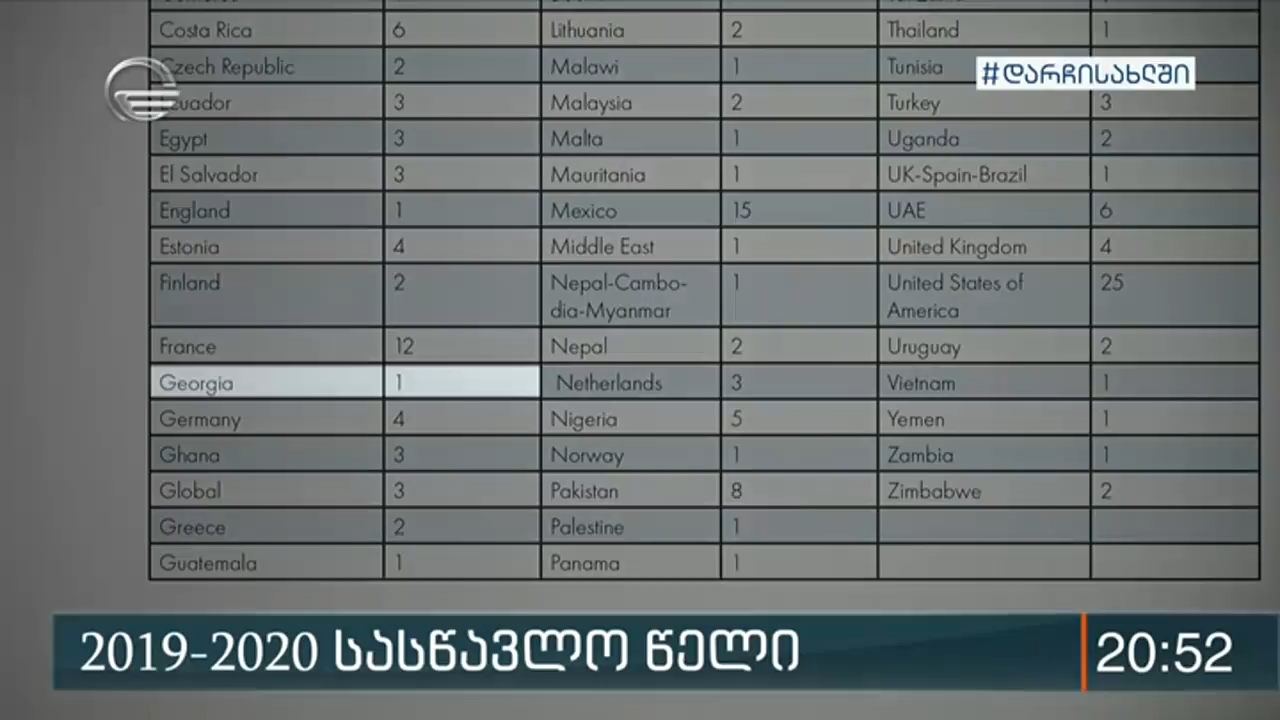 Costa Rica 6 Lithuania 2 Thailand 1
Czech Republic 2 Malawi 1 Tunisia
#დარჩისახლში
Ecuador 3 Malaysia 2 Turkey 3
Egypt 3 Malta 1 Uganda 2
El Salvador 3 Mauritania 1 UK-Spain-Brazil 1
England 1 Mexico 15 UAE 6
Estonia 4 Middle East 1 United Kingdom 4
Finland 2 Nepal-Cambo- 1 United States of 25
dia-Myanmar America
France 12 Nepal 2 Uruguay 2
Georgia 1 Netherlands 3 Vietnam 1
Germany 4 Nigeria 5 Yemen 1
Ghana 3 Norway 1 Zambia 1
Global 3 Pakistan 8 Zimbabwe 2
Greece 2 Palestine 1
Guatemala 1 Panama 1
2019-2020 სასწავლო წელი
20:52